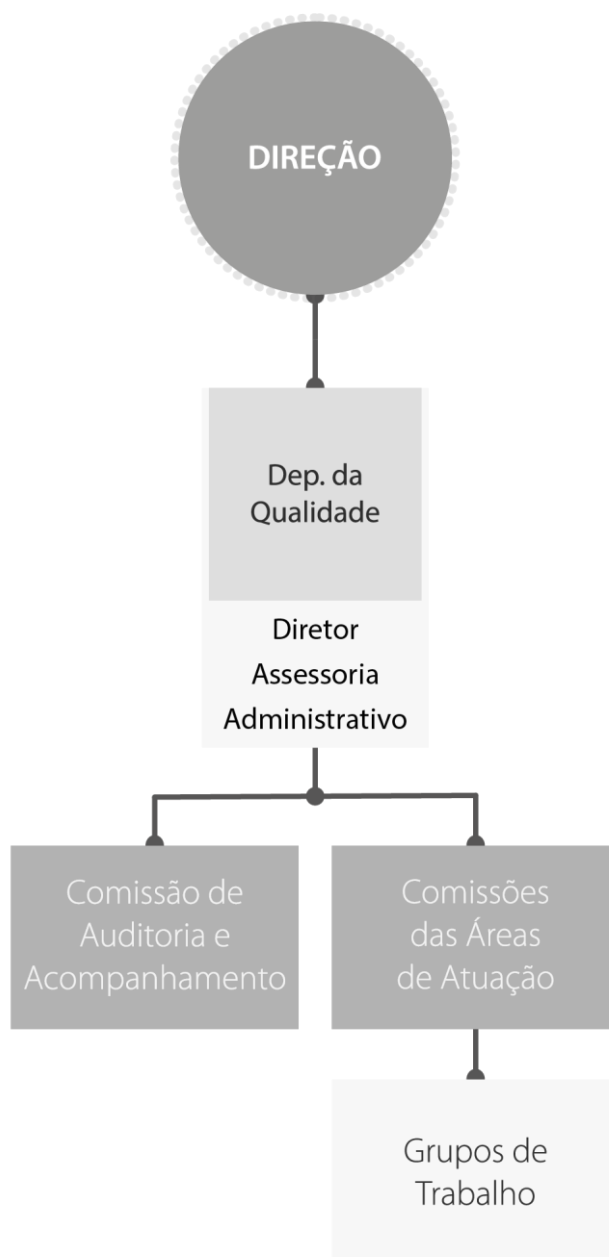 DIREÇÃO
Dep. da
Qualidade
Diretor
Assessoria
Administrativo
Comissão de
Auditoria e
Acompanhamento
Comissões
das Áreas
de Atuação
Grupos de
Trabalho